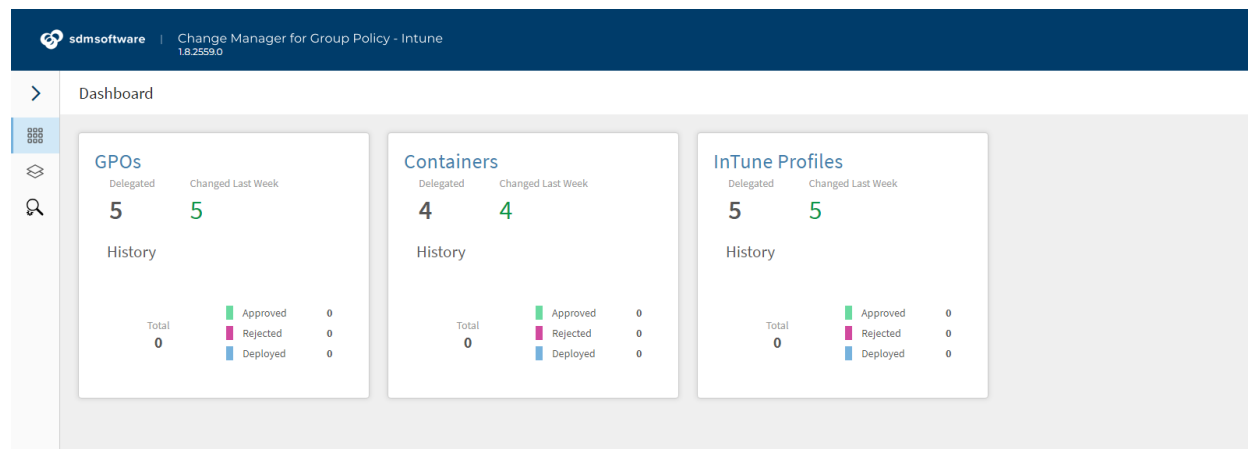 sdmsoftware | Change Manager for Group Policy - Intune
1.8.2559.0
Dashboard
GPOs
Delegated Changed Last Week
5 5
History
Total
0
Approved 0
Rejected 0
Deployed 0
Containers
Delegated Changed Last Week
4 4
History
Total
0
Approved 0
Rejected 0
Deployed 0
InTune Profiles
Delegated Changed Last Week
5 5
History
Total
0
Approved 0
Rejected 0
Deployed 0